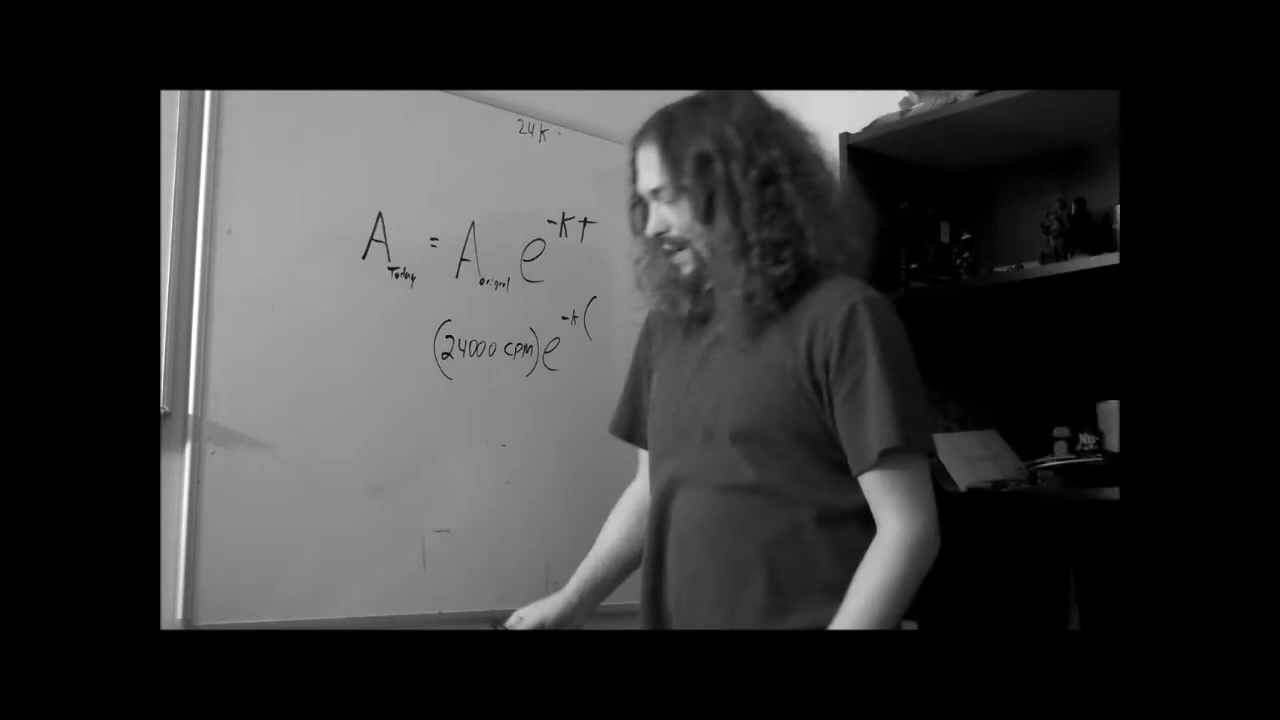 24K
A Today = A original e^-Kt
(24000 cpm)e^-k(